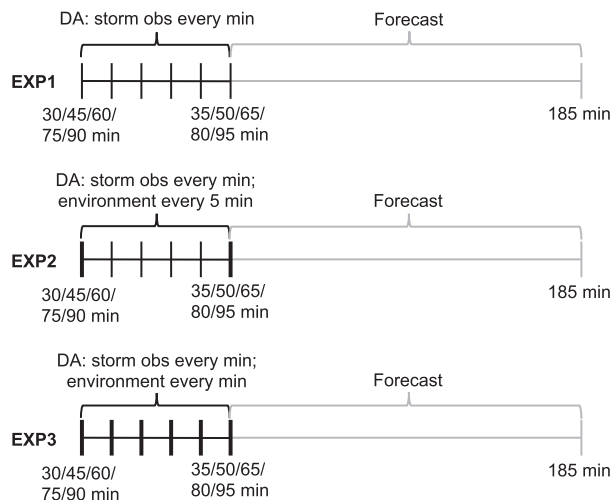 DA: storm obs every min
Forecast
EXP1
30/45/60/
75/90 min
35/50/65/
80/95 min
185 min
DA: storm obs every min;
environment every 5 min
Forecast
EXP2
30/45/60/
75/90 min
35/50/65/
80/95 min
185 min
DA: storm obs every min;
environment every min
Forecast
EXP3
30/45/60/
75/90 min
35/50/65/
80/95 min
185 min